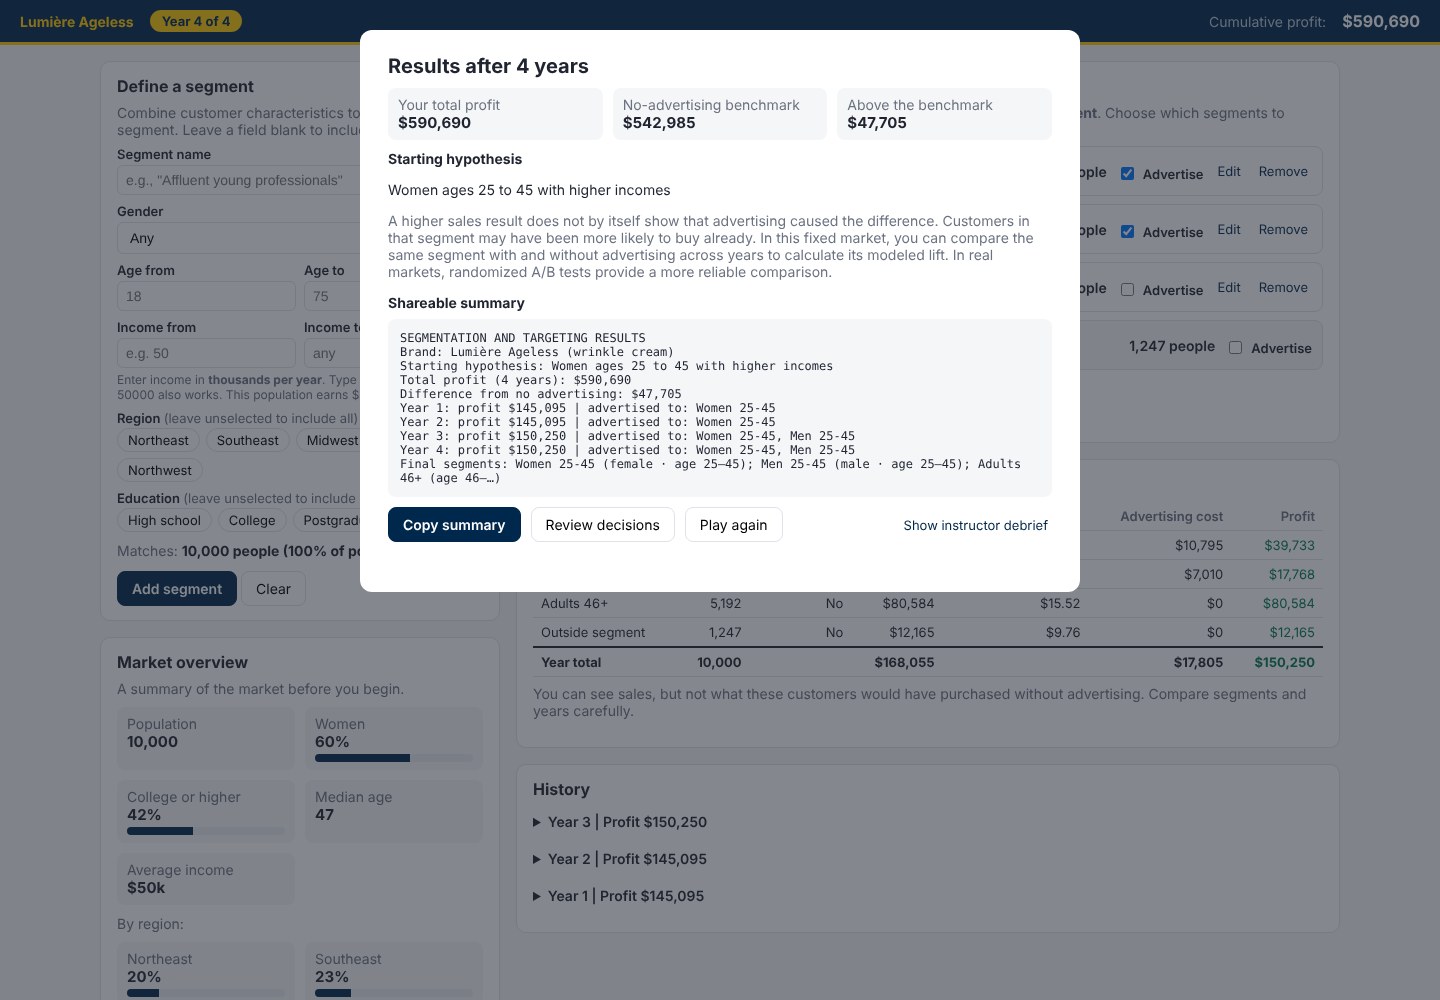 Lumière Ageless
Year 4 of 4
Cumulative profit: $590,690
Define a segment
Combine customer characteristics to
segment. Leave a field blank to inclu
Segment name
e.g., "Affluent young professionals"
Gender
Any
Age from
Age to
18
75
Income from
Income t
e.g. 50
any
Enter income in thousands per year. Type
50000 also works. This population earns $
Region (leave unselected to include all)
Northeast
Southeast
Midwest
Northwest
Education (leave unselected to include
High school
College
Postgrad
Matches: 10,000 people (100% of po
Add segment
Clear
Market overview
A summary of the market before you begin.
Population
10,000
Women
60%
College or higher
42%
Median age
47
Average income
$50k
By region:
Northeast
20%
Southeast
23%
Results after 4 years
Your total profit
$590,690
No-advertising benchmark
$542,985
Above the benchmark
$47,705
Starting hypothesis
Women ages 25 to 45 with higher incomes
A higher sales result does not by itself show that advertising caused the difference. Customers in
that segment may have been more likely to buy already. In this fixed market, you can compare the
same segment with and without advertising across years to calculate its modeled lift. In real
markets, randomized A/B tests provide a more reliable comparison.
Shareable summary
SEGMENTATION AND TARGETING RESULTS
Brand: Lumière Ageless (wrinkle cream)
Starting hypothesis: Women ages 25 to 45 with higher incomes
Total profit (4 years): $590,690
Difference from no advertising: $47,705
Year 1: profit $145,095 | advertised to: Women 25-45
Year 2: profit $145,095 | advertised to: Women 25-45
Year 3: profit $150,250 | advertised to: Women 25-45, Men 25-45
Year 4: profit $150,250 | advertised to: Women 25-45, Men 25-45
Final segments: Women 25-45 (female · age 25–45); Men 25-45 (male · age 25–45); Adults
46+ (age 46–…)
Copy summary
Review decisions
Play again
Show instructor debrief
ent. Choose which segments to
ople Advertise Edit Remove
ople Advertise Edit Remove
ople Advertise Edit Remove
1,247 people Advertise
Advertising cost Profit
$10,795 $39,733
$7,010 $17,768
Adults 46+ 5,192 No $80,584 $15.52 $0 $80,584
Outside segment 1,247 No $12,165 $9.76 $0 $12,165
Year total 10,000 $168,055 $17,805 $150,250
You can see sales, but not what these customers would have purchased without advertising. Compare segments and
years carefully.
History
Year 3 | Profit $150,250
Year 2 | Profit $145,095
Year 1 | Profit $145,095